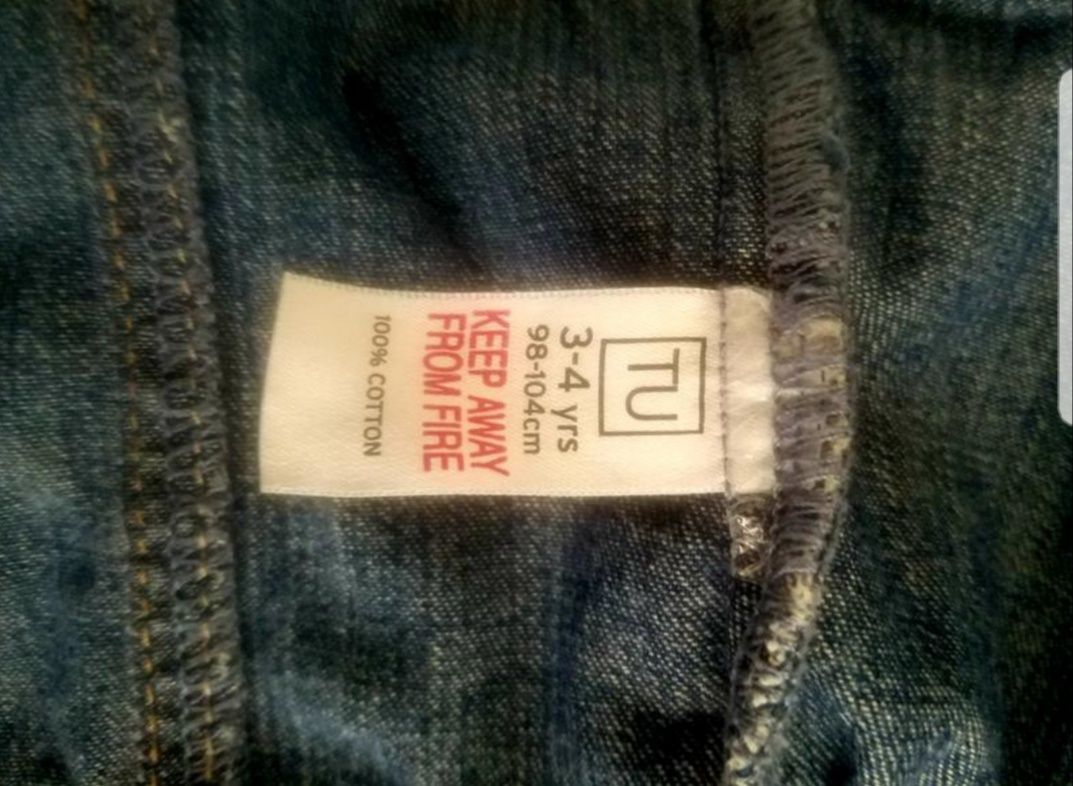 TU
3-4 yrs
98-104cm
KEEP AWAY
FROM FIRE
100% COTTON